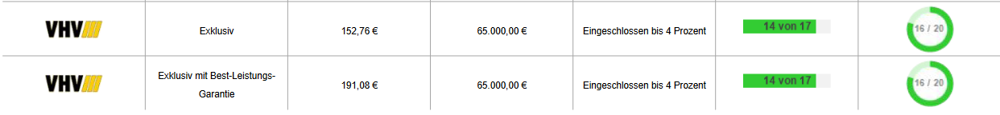 VHV
Exklusiv
152,76 €
65.000,00 €
Eingeschlossen bis 4 Prozent
14 von 17
16 / 20
VHV
Exklusiv mit Best-Leistungs-
Garantie
191,08 €
65.000,00 €
Eingeschlossen bis 4 Prozent
14 von 17
16 / 20